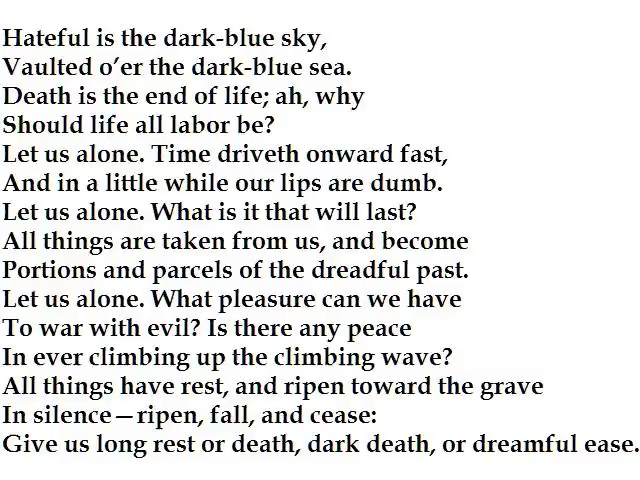 Hateful is the dark-blue sky,
Vaulted o’er the dark-blue sea.
Death is the end of life; ah, why
Should life all labor be?
Let us alone. Time driveth onward fast,
And in a little while our lips are dumb.
Let us alone. What is it that will last?
All things are taken from us, and become
Portions and parcels of the dreadful past.
Let us alone. What pleasure can we have
To war with evil? Is there any peace
In ever climbing up the climbing wave?
All things have rest, and ripen toward the grave
In silence—ripen, fall, and cease:
Give us long rest or death, dark death, or dreamful ease.